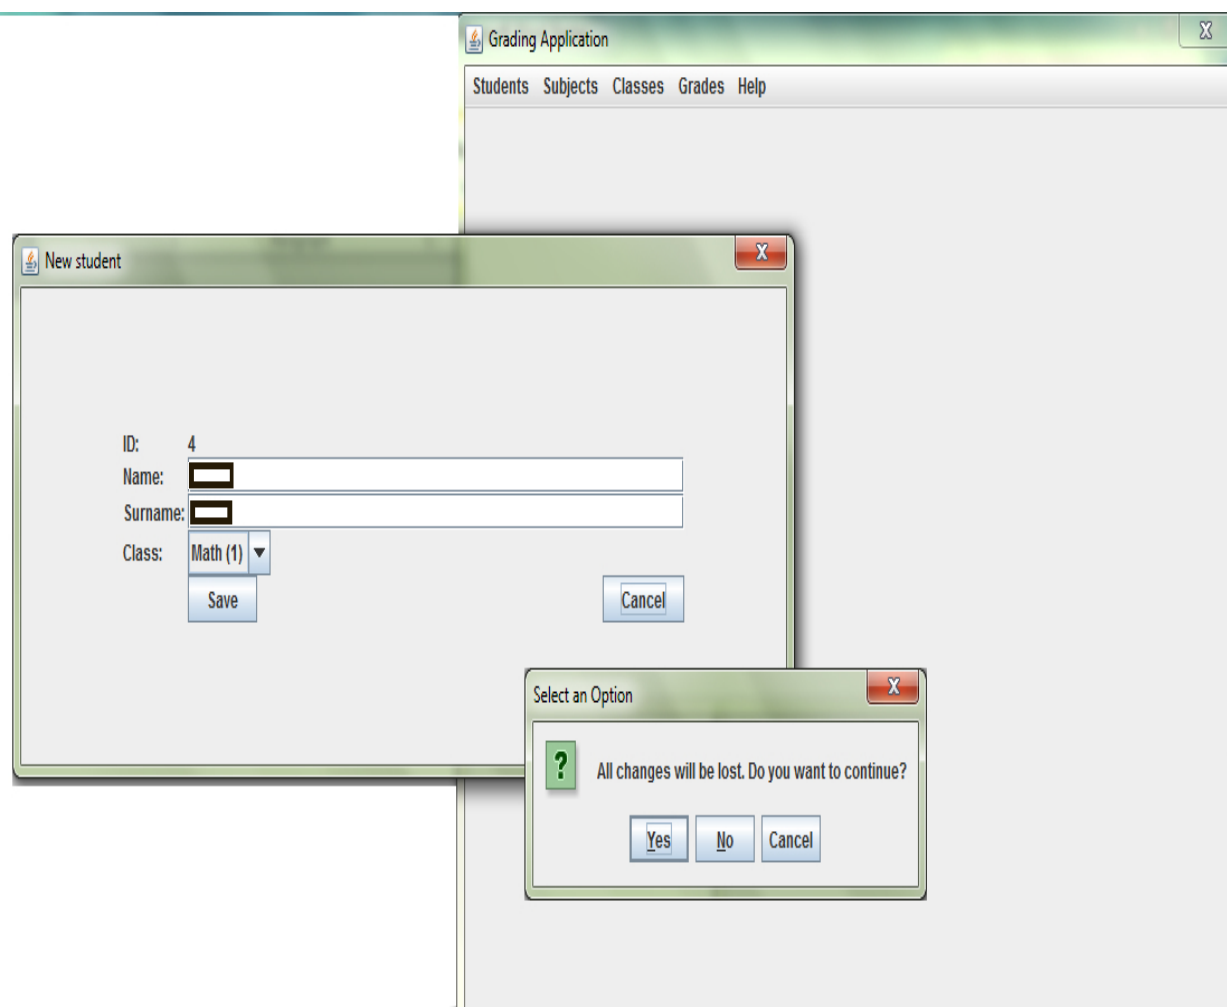 Grading Application
X
Students Subjects Classes Grades Help
New student
X
ID: 4
Name:
Surname:
Class: Math (1)
Save Cancel
Select an Option
X
?
All changes will be lost. Do you want to continue?
Yes No Cancel